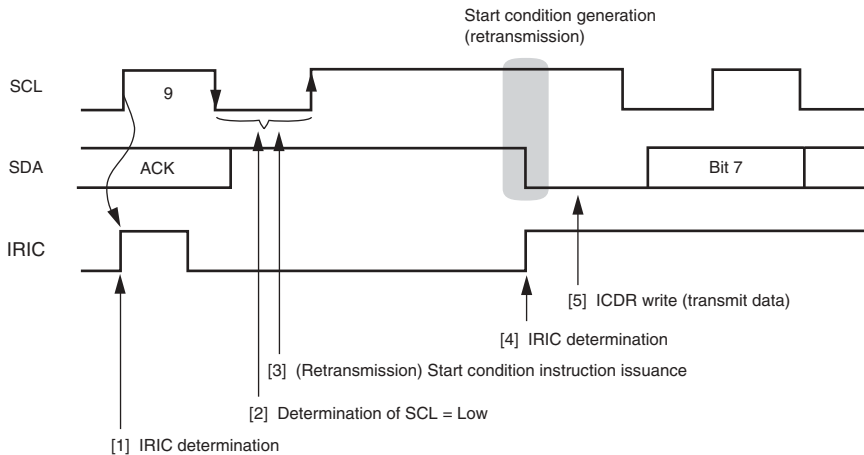 Start condition generation
(retransmission)
SCL
9
SDA
ACK
Bit 7
IRIC
[5] ICDR write (transmit data)
[4] IRIC determination
[3] (Retransmission) Start condition instruction issuance
[2] Determination of SCL = Low
[1] IRIC determination